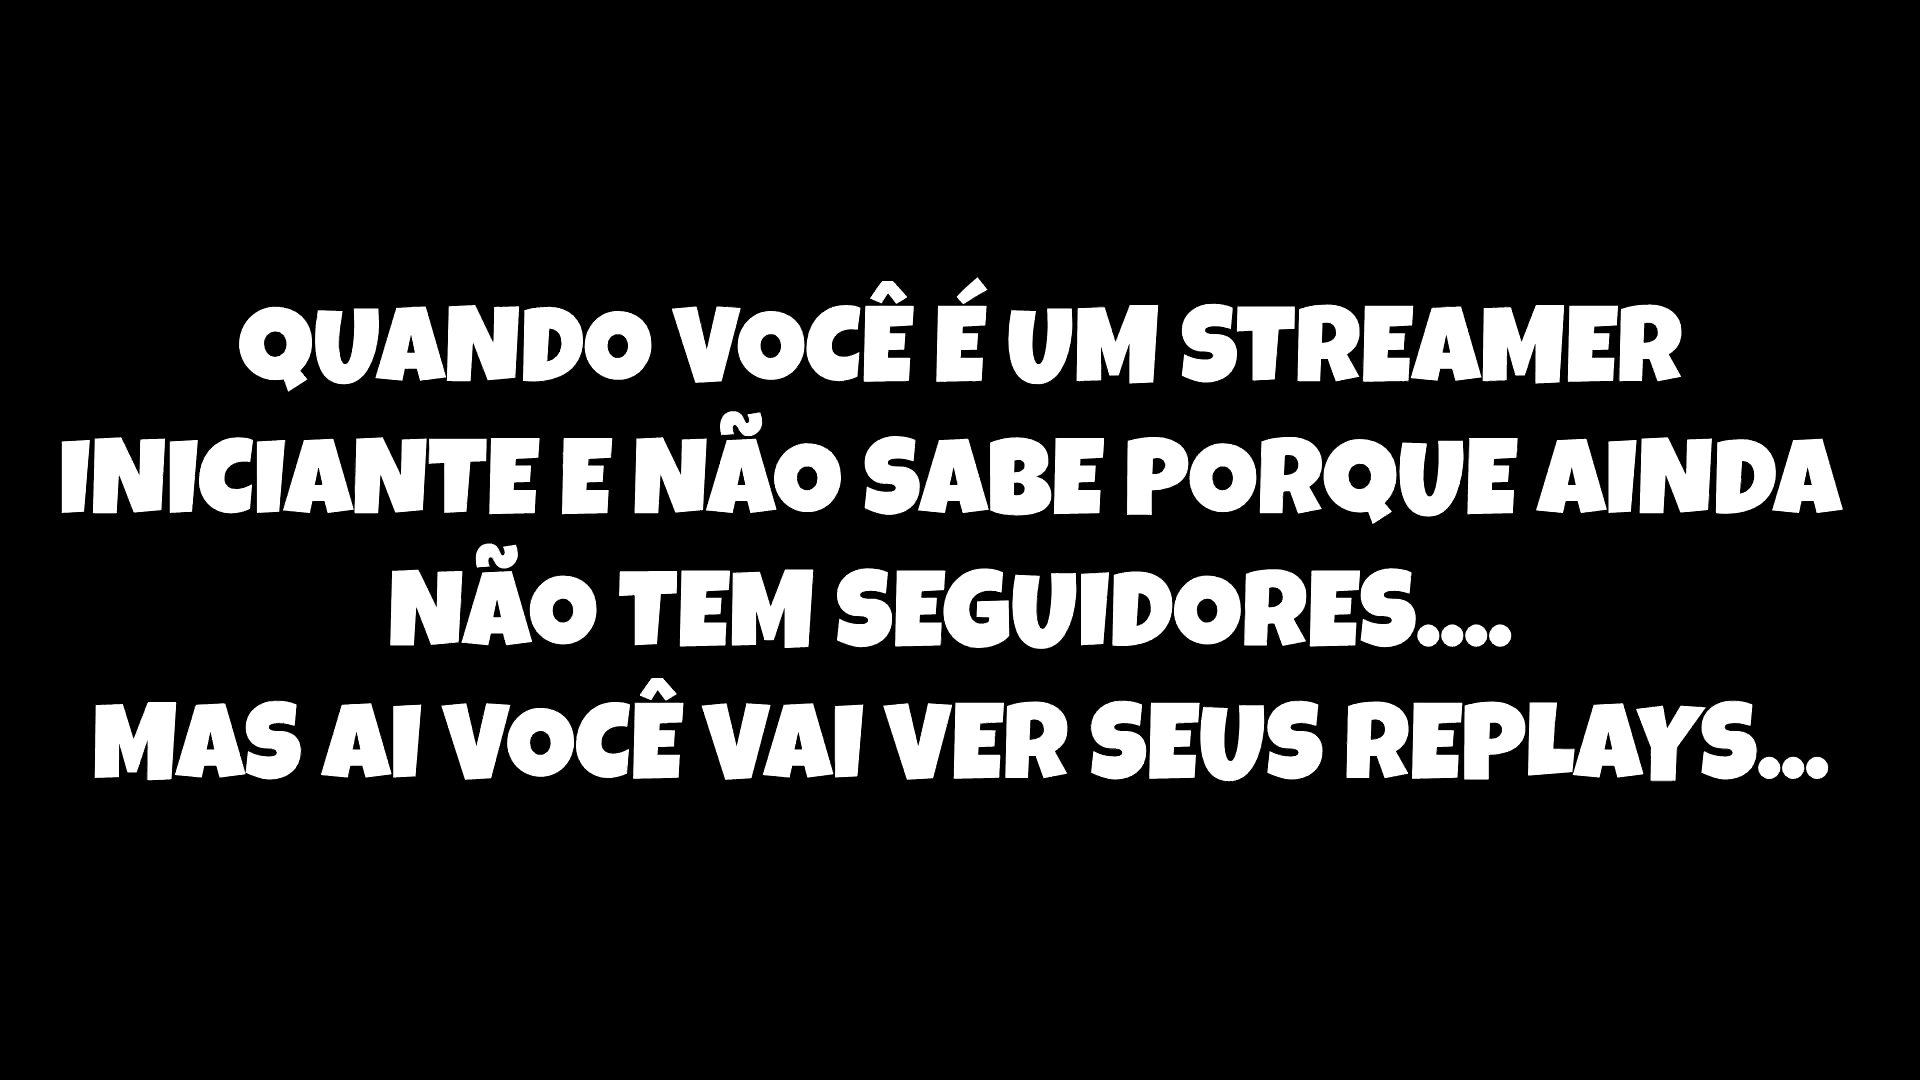 QUANDO VOCÊ É UM STREAMER
INICIANTE E NÃO SABE PORQUE AINDA
NÃO TEM SEGUIDORES....
MAS AI VOCÊ VAI VER SEUS REPLAYS...